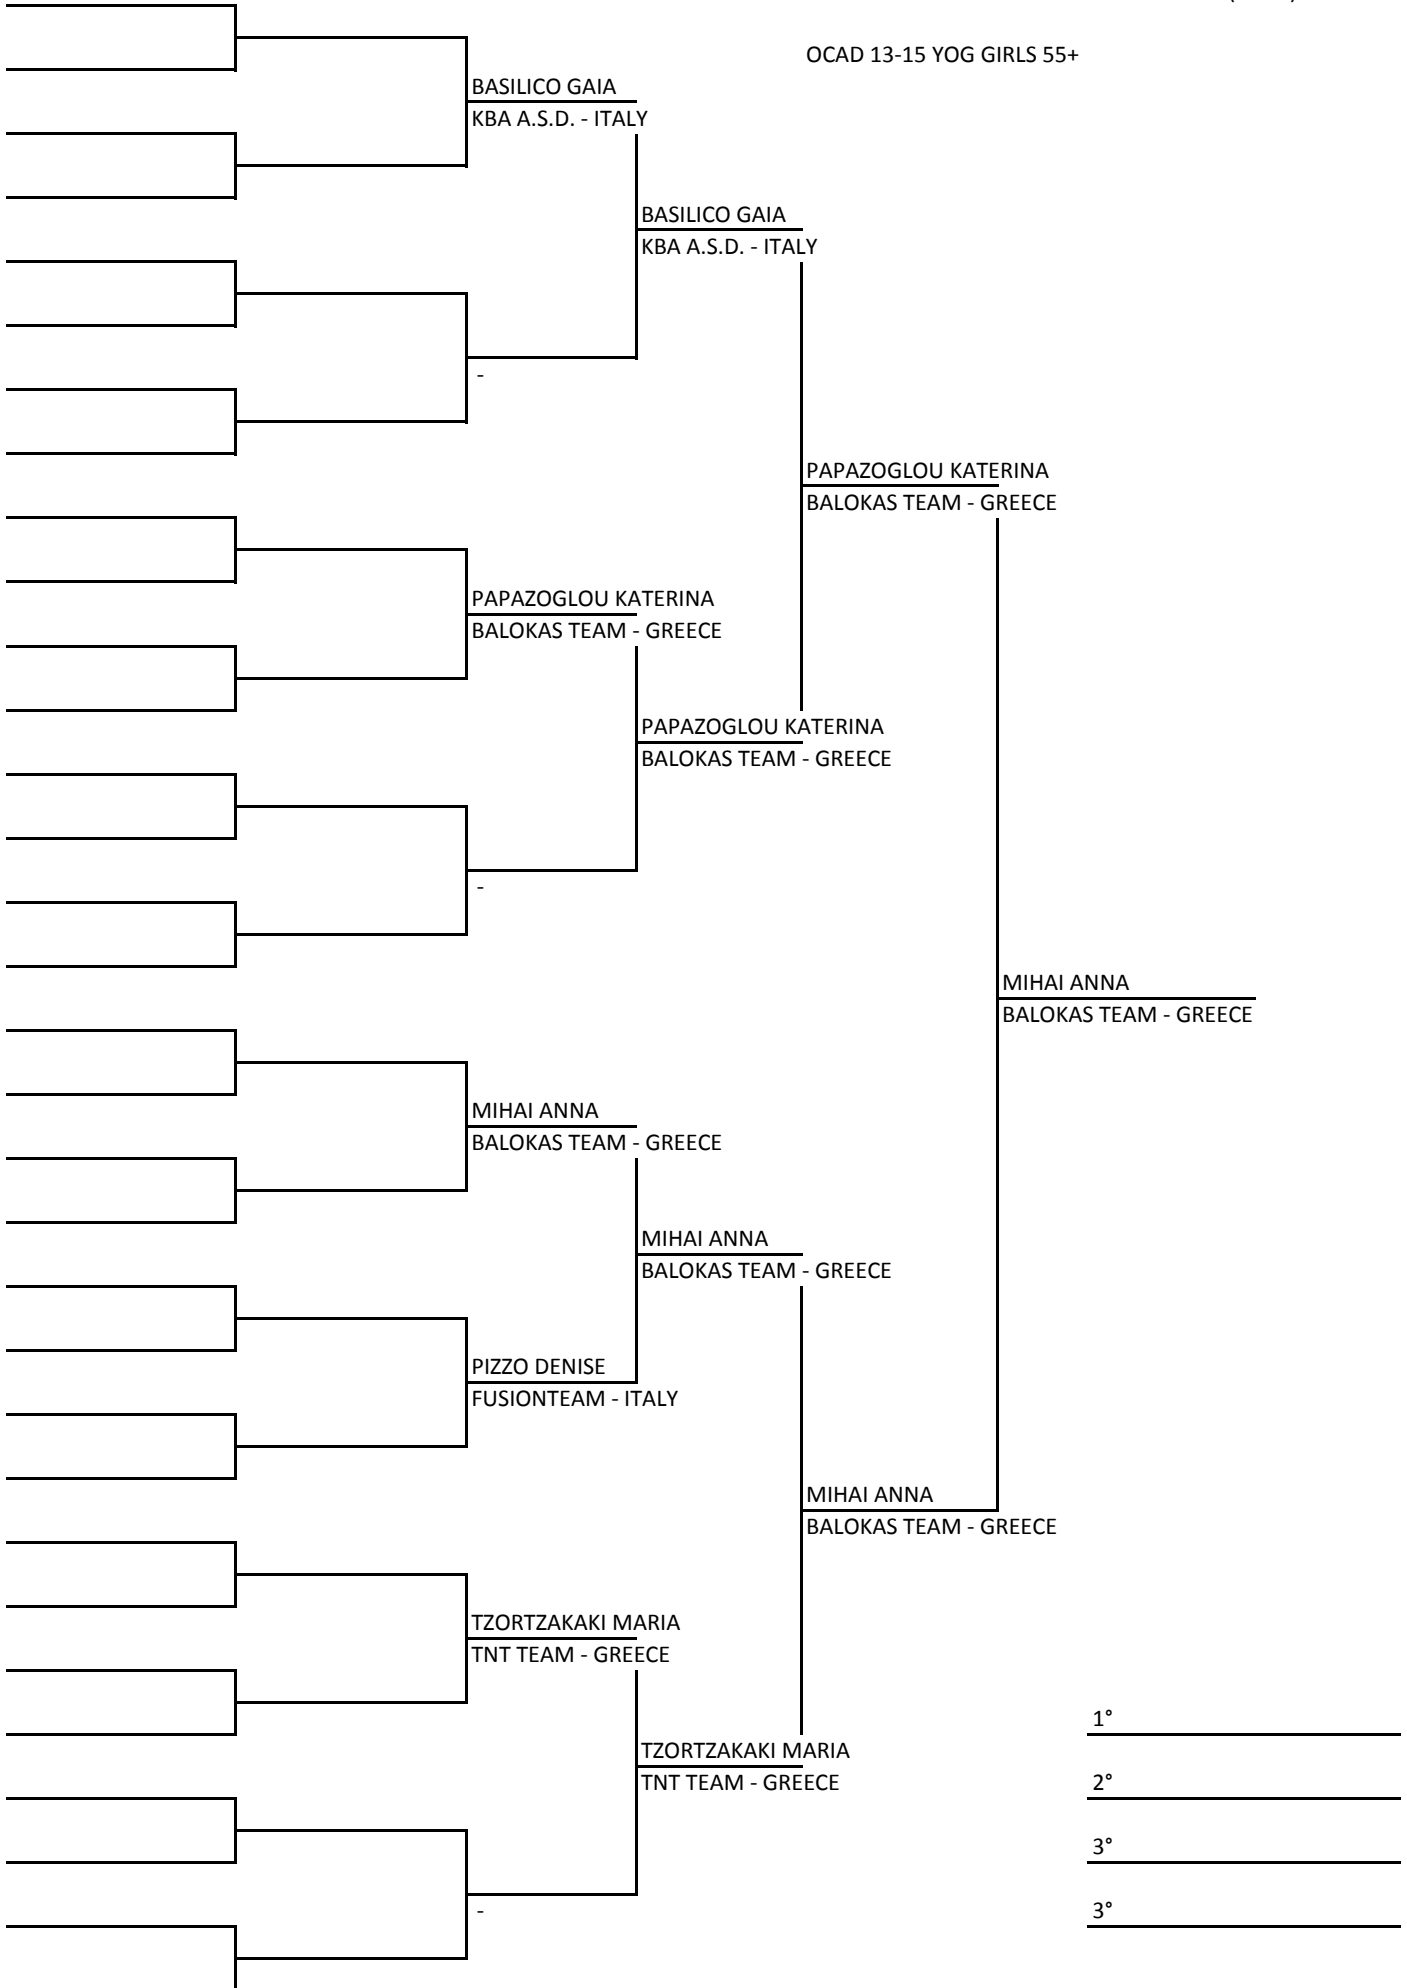 OCAD 13-15 YOG GIRLS 55+
BASILICO GAIA
KBA A.S.D. - ITALY
BASILICO GAIA
KBA A.S.D. - ITALY
-
PAPAZOGLOU KATERINA
BALOKAS TEAM - GREECE
PAPAZOGLOU KATERINA
BALOKAS TEAM - GREECE
PAPAZOGLOU KATERINA
BALOKAS TEAM - GREECE
-
MIHAI ANNA
BALOKAS TEAM - GREECE
MIHAI ANNA
BALOKAS TEAM - GREECE
MIHAI ANNA
BALOKAS TEAM - GREECE
PIZZO DENISE
FUSIONTEAM - ITALY
MIHAI ANNA
BALOKAS TEAM - GREECE
TZORTZAKAKI MARIA
TNT TEAM - GREECE
1°
TZORTZAKAKI MARIA
TNT TEAM - GREECE
2°
3°
-
3°